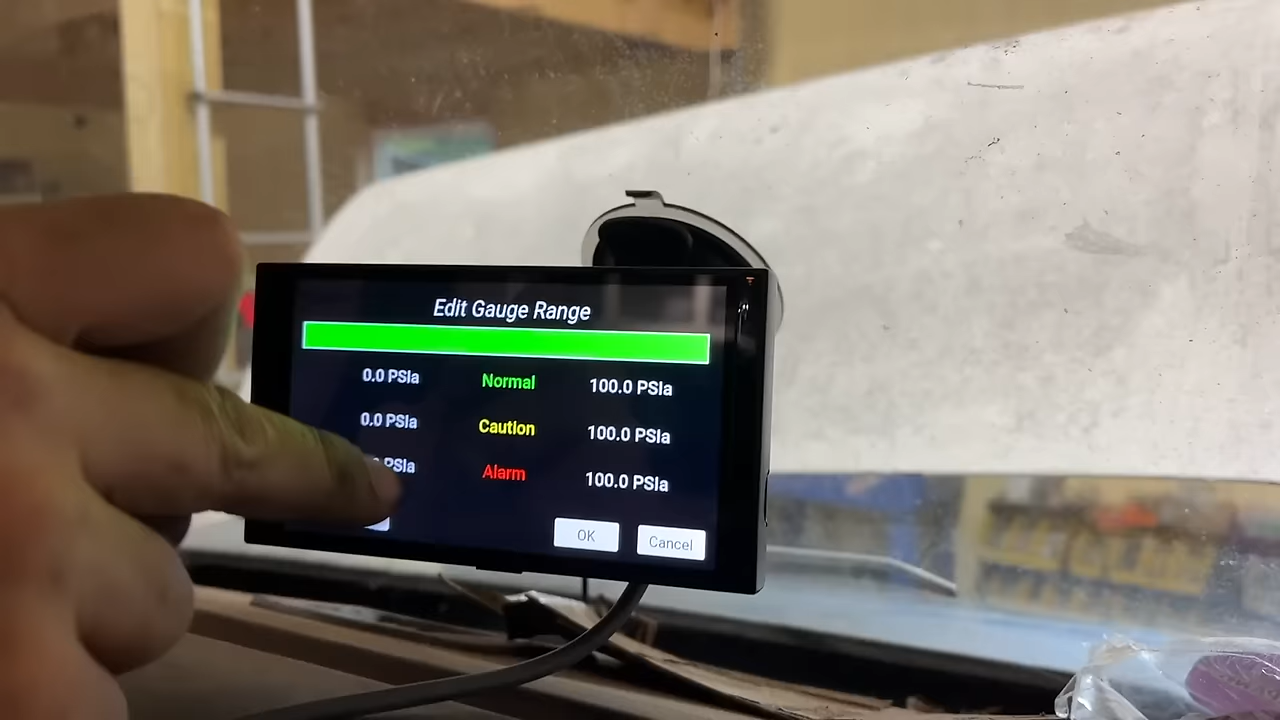 Edit Gauge Range
0.0 PSIa Normal 100.0 PSIa
0.0 PSIa Caution 100.0 PSIa
PSIa Alarm 100.0 PSIa
OK Cancel